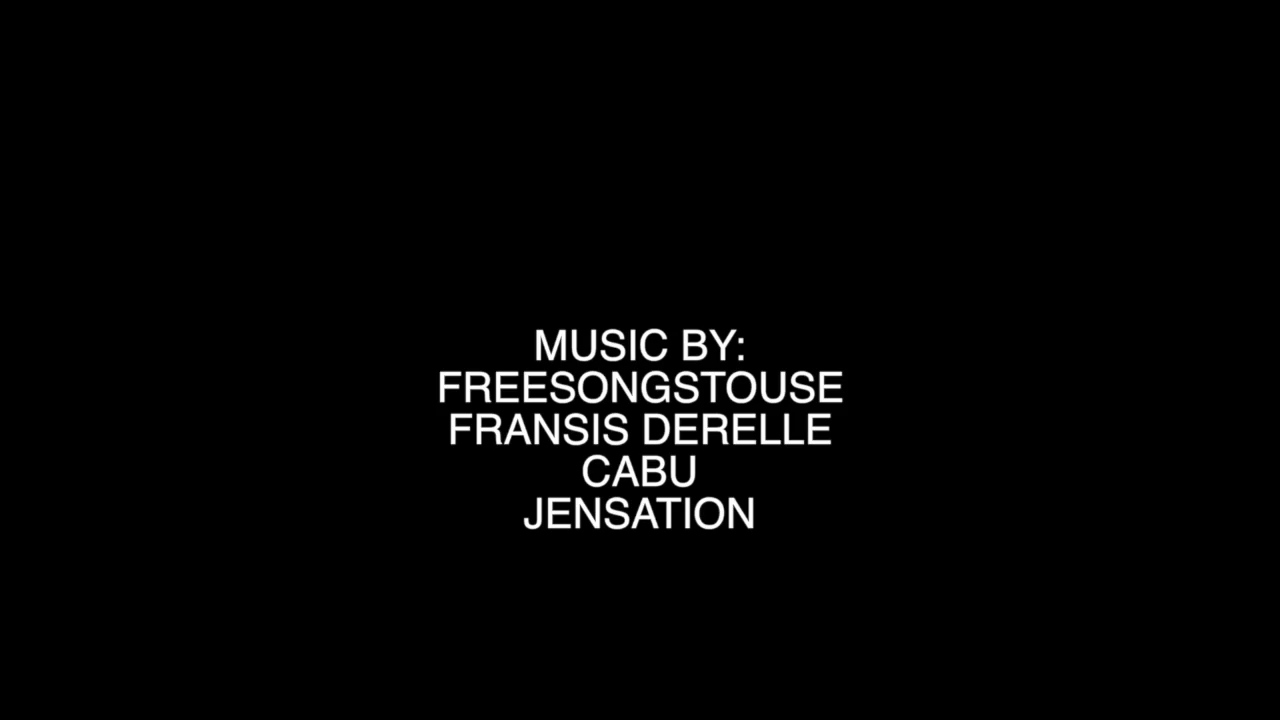 MUSIC BY:
FREESONGSTOUSE
FRANSIS DERELLE
CABU
JENSATION